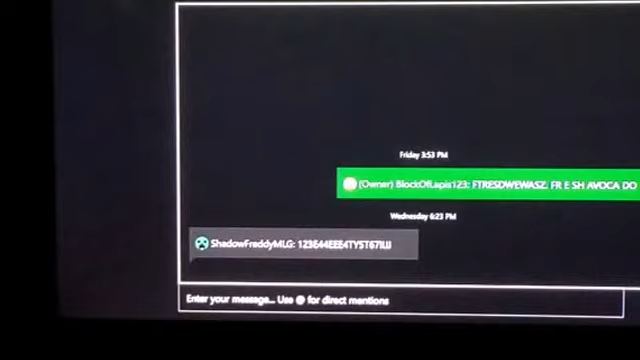 Friday 3:53 PM
(Owner) BlockOfLapis123: FTRESDWEWASZ. FR E SH AVOCA DO
Wednesday 6:23 PM
ShadowFreddyMLG:
Enter your message... Use @ for direct mentions